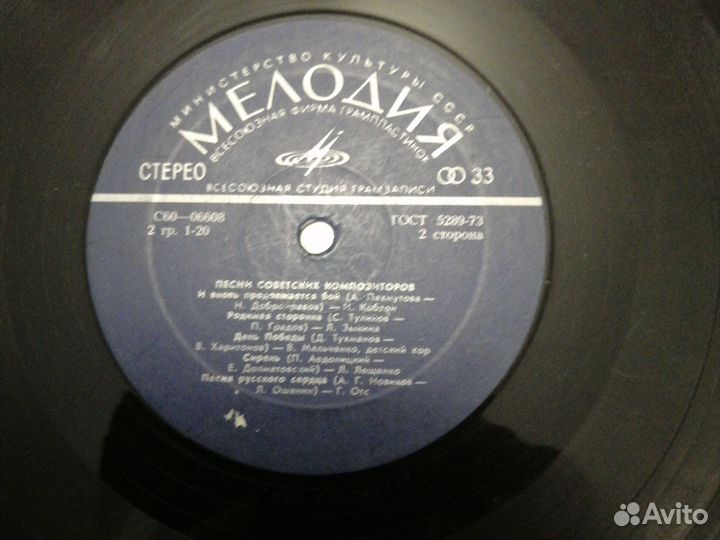 МИНИСТЕРСТВО КУЛЬТУРЫ СССР
МЕЛОДИЯ
ВСЕСОЮЗНАЯ ФИРМА ГРАМПЛАСТИНОК
СТЕРЕО
33
ВСЕСОЮЗНАЯ СТУДИЯ ГРАМЗАПИСИ
С60—06608
ГОСТ 5289-73
2 гр. 1-20
2 сторона
ПЕСНИ СОВЕТСКИХ КОМПОЗИТОРОВ
И вновь продолжается бой (А. Пахмутова —
Н. Добронравов) — И. Кобзон
Родимая сторонка (С. Туликов —
П. Градов) — Л. Зыкина
День Победы (Д. Тухманов —
В. Харитонов) — В. Мельченко, детский хор
Сирень (П. Аедоницкий —
Е. Долматовский) — Л. Лещенко
Песня русского сердца (А. Г. Новиков —
Л. Ошанин) — Г. Отс
Avito